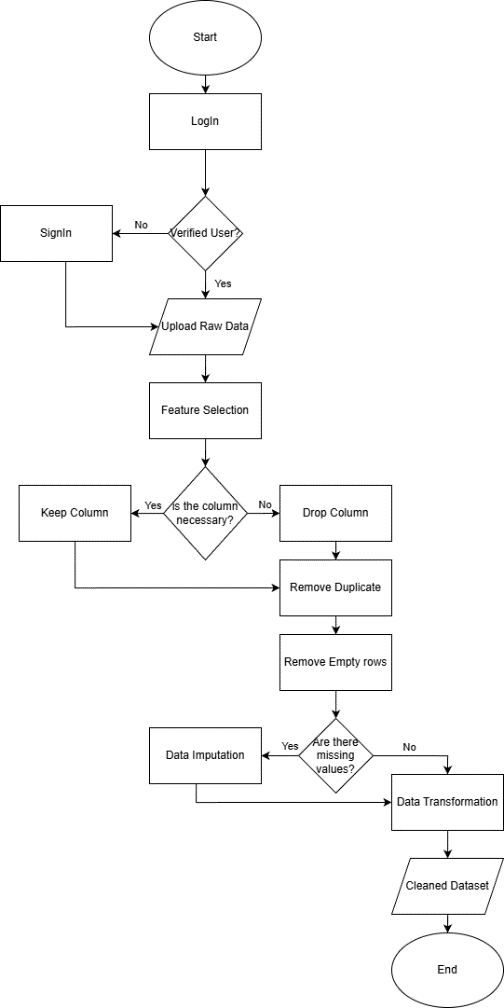 Start
LogIn
Verified User?
No
SignIn
Yes
Upload Raw Data
Feature Selection
Is the column
necessary?
Yes
Keep Column
No
Drop Column
Remove Duplicate
Remove Empty rows
Are there
missing
values?
Yes
Data Imputation
No
Data Transformation
Cleaned Dataset
End